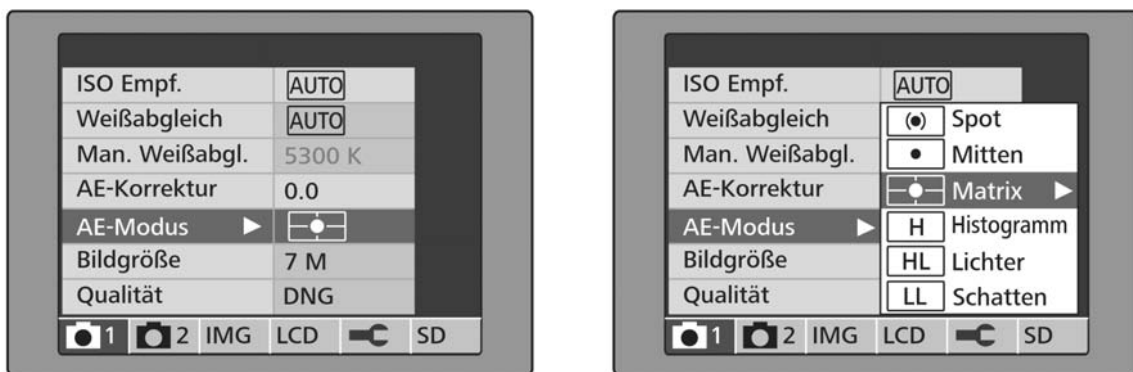 ISO Empf. AUTO
Weißabgleich AUTO
Man. Weißabgl. 5300 K
AE-Korrektur 0.0
AE-Modus
Bildgröße 7 M
Qualität DNG
1 2 IMG LCD SD
ISO Empf. AUTO
Weißabgleich (•) Spot
Man. Weißabgl. • Mitten
AE-Korrektur Matrix
AE-Modus H Histogramm
Bildgröße HL Lichter
Qualität LL Schatten
1 2 IMG LCD SD